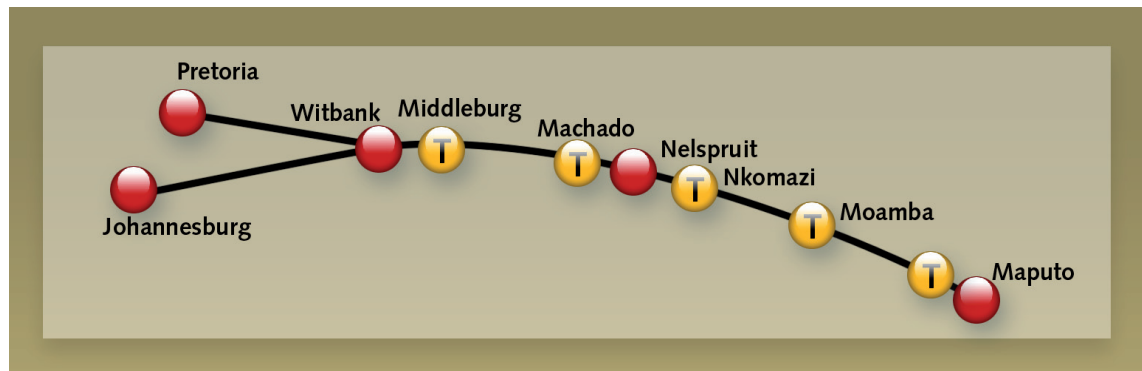 Pretoria
Witbank
Middleburg
Machado
Nelspruit
Nkomazi
Moamba
Maputo
Johannesburg
T
T
T
T
T